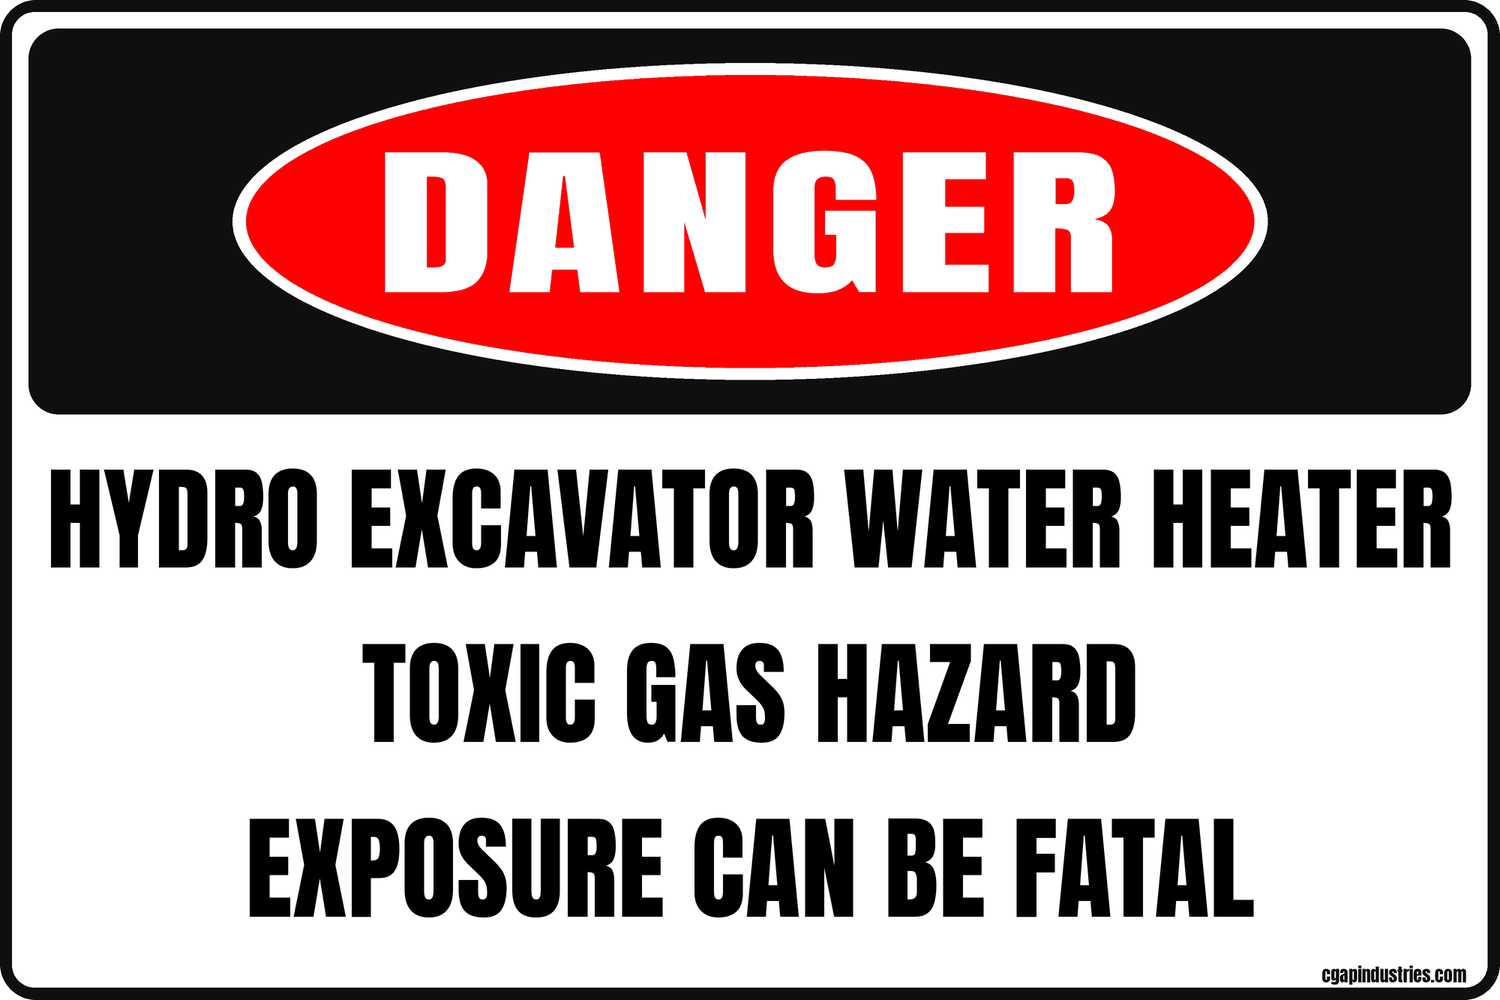 DANGER
HYDRO EXCAVATOR WATER HEATER
TOXIC GAS HAZARD
EXPOSURE CAN BE FATAL
cgapindustries.com